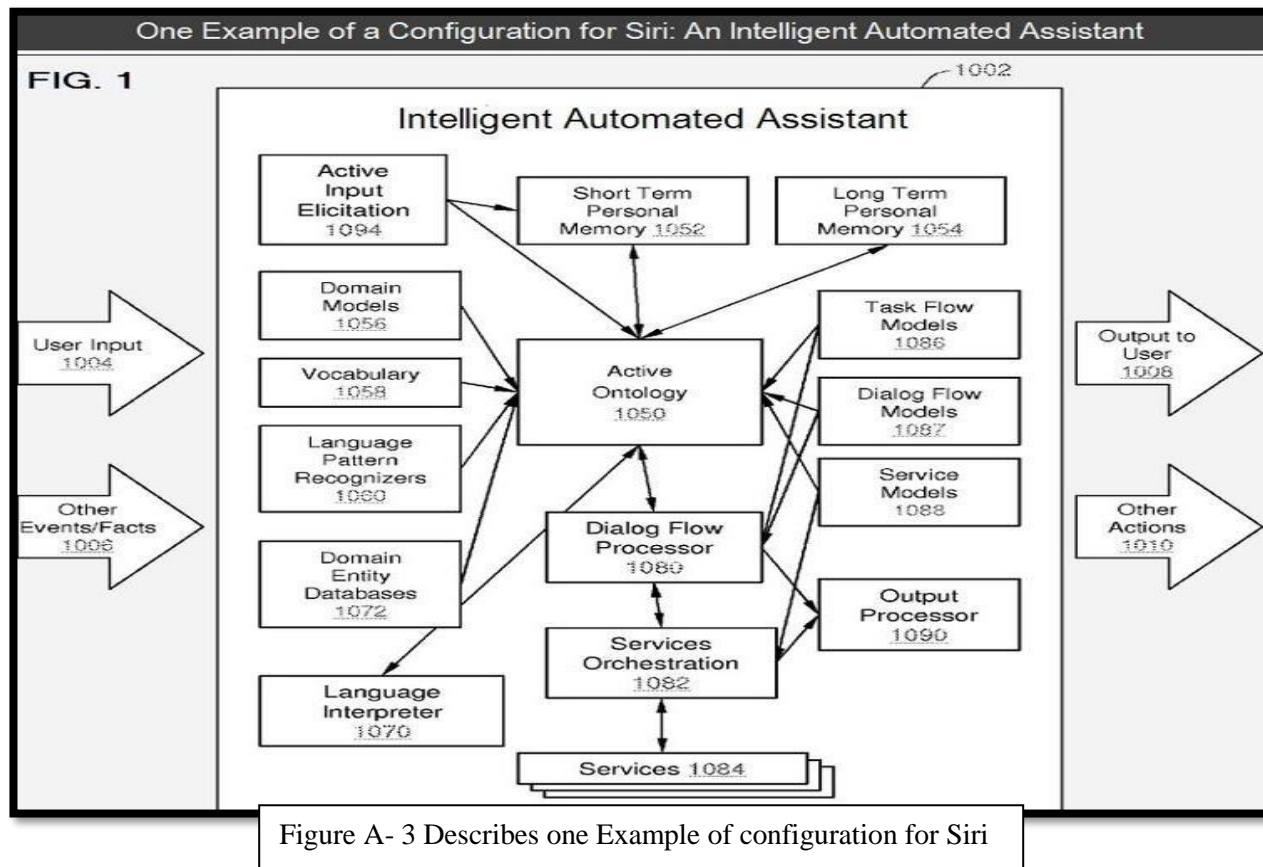 One Example of a Configuration for Siri: An Intelligent Automated Assistant
FIG. 1
1002
Intelligent Automated Assistant
Active
Input
Elicitation
1094
Short Term
Personal
Memory 1052
Long Term
Personal
Memory 1054
Domain
Models
1056
Task Flow
Models
1086
User Input
1004
Output to
User
1008
Active
Ontology
1050
Vocabulary
1058
Dialog Flow
Models
1087
Language
Pattern
Recognizers
1060
Service
Models
1088
Other
Events/Facts
1006
Other
Actions
1010
Dialog Flow
Processor
1080
Domain
Entity
Databases
1072
Output
Processor
1090
Services
Orchestration
1082
Language
Interpreter
1070
Services 1084
Figure A- 3 Describes one Example of configuration for Siri